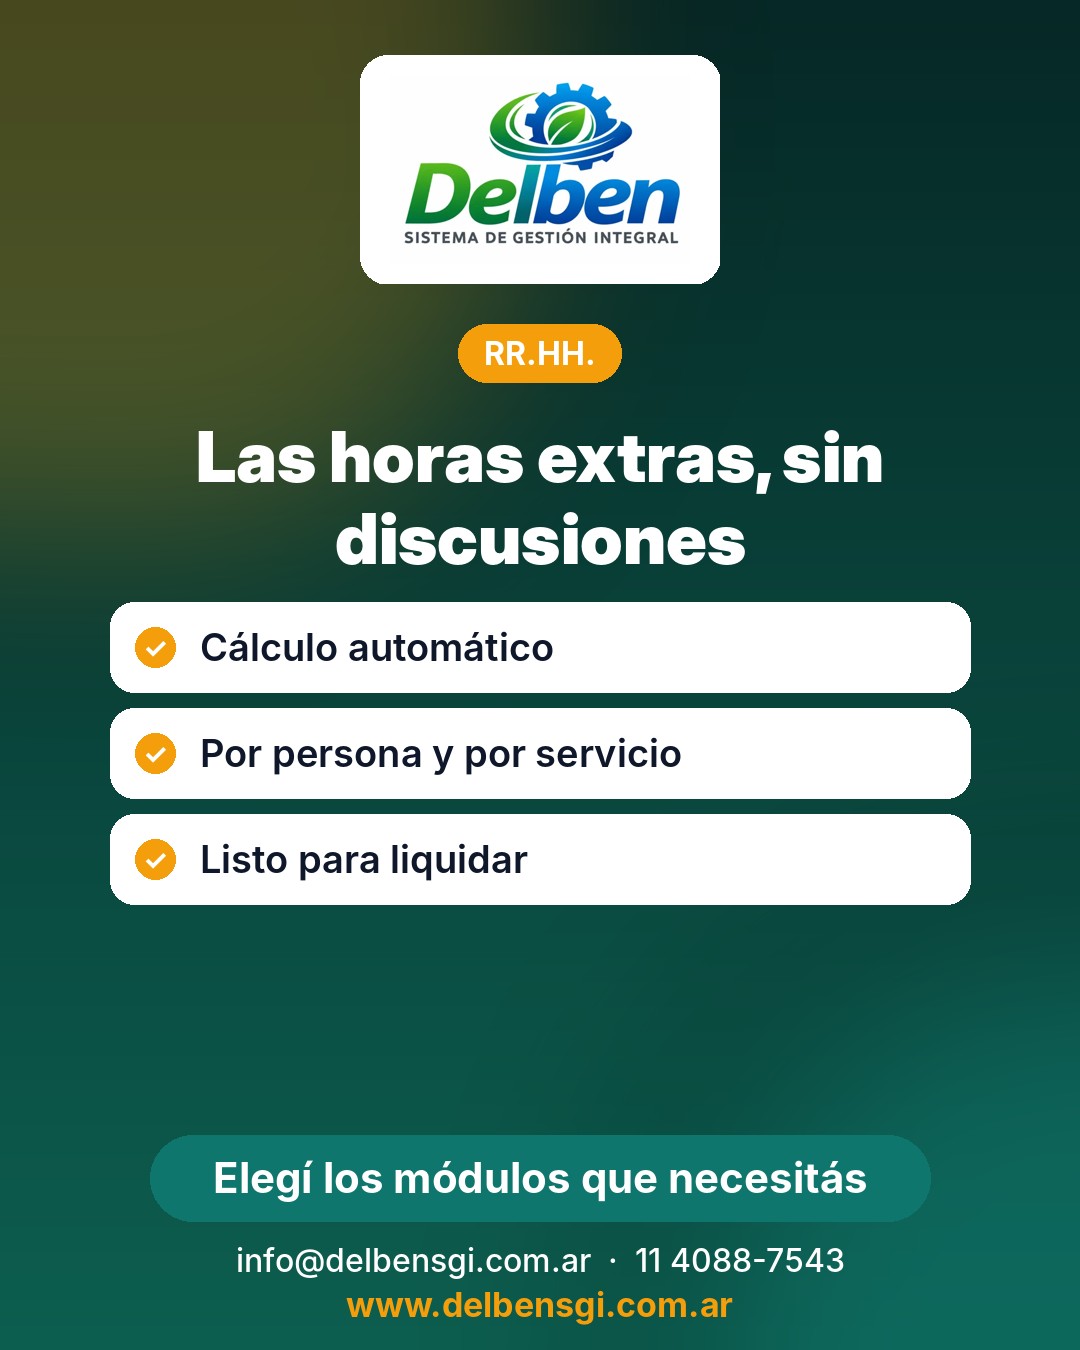 Delben
SISTEMA DE GESTIÓN INTEGRAL
RR.HH.
Las horas extras, sin
discusiones
Cálculo automático
Por persona y por servicio
Listo para liquidar
Elegí los módulos que necesitás
info@delbensgi.com.ar · 11 4088-7543
www.delbensgi.com.ar